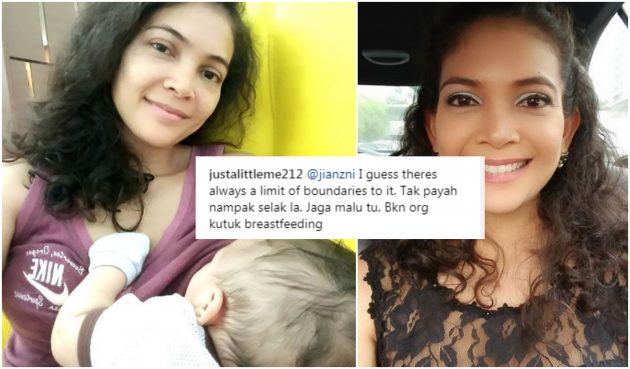 justalittleme212 @jianzni I guess theres
always a limit of boundaries to it. Tak payah
nampak selak la. Jaga malu tu. Bkn org
kutuk breastfeeding
NIKE